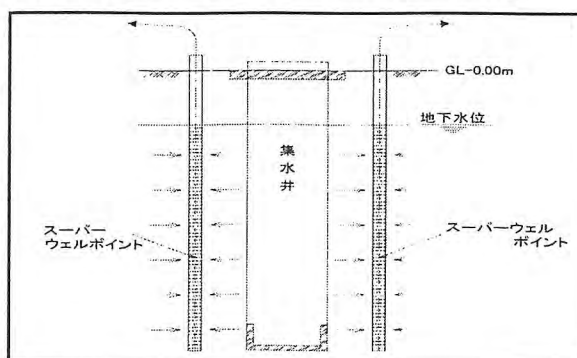 GL-0.00m
地下水位
集水井
スーパー
ウェルポイント
スーパーウェル
ポイント